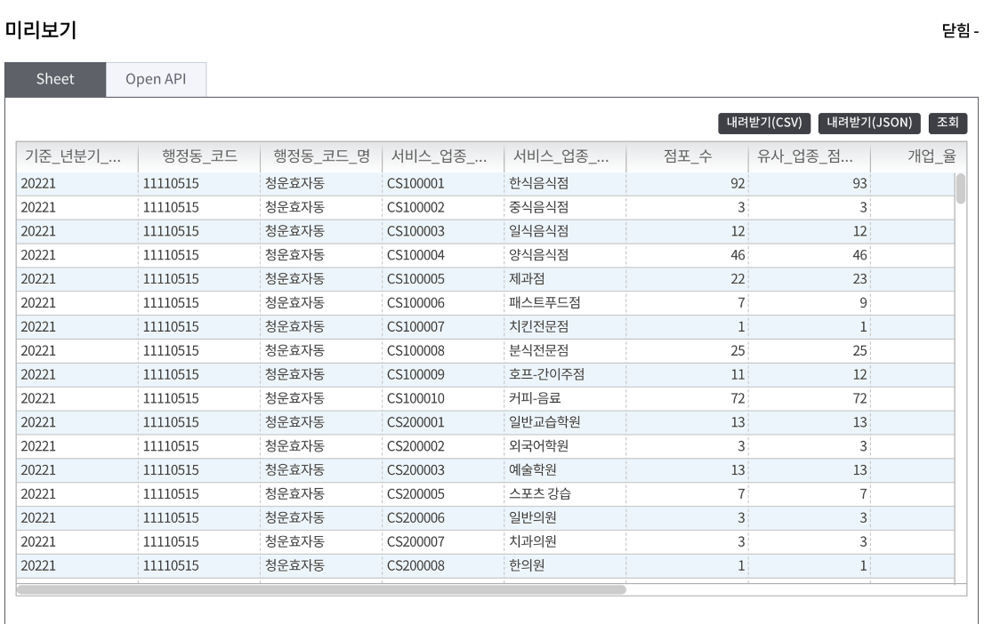 미리보기
닫힘 -
Sheet Open API
내려받기(CSV) 내려받기(JSON) 조회
기준_년분기_... 행정동_코드 행정동_코드_명 서비스_업종_... 서비스_업종_... 점포_수 유사_업종_점... 개업_율
20221 11110515 청운효자동 CS100001 한식음식점 92 93
20221 11110515 청운효자동 CS100002 중식음식점 3 3
20221 11110515 청운효자동 CS100003 일식음식점 12 12
20221 11110515 청운효자동 CS100004 양식음식점 46 46
20221 11110515 청운효자동 CS100005 제과점 22 23
20221 11110515 청운효자동 CS100006 패스트푸드점 7 9
20221 11110515 청운효자동 CS100007 치킨전문점 1 1
20221 11110515 청운효자동 CS100008 분식전문점 25 25
20221 11110515 청운효자동 CS100009 호프-간이주점 11 12
20221 11110515 청운효자동 CS100010 커피-음료 72 72
20221 11110515 청운효자동 CS200001 일반교습학원 13 13
20221 11110515 청운효자동 CS200002 외국어학원 3 3
20221 11110515 청운효자동 CS200003 예술학원 13 13
20221 11110515 청운효자동 CS200005 스포츠 강습 7 7
20221 11110515 청운효자동 CS200006 일반의원 3 3
20221 11110515 청운효자동 CS200007 치과의원 3 3
20221 11110515 청운효자동 CS200008 한의원 1 1